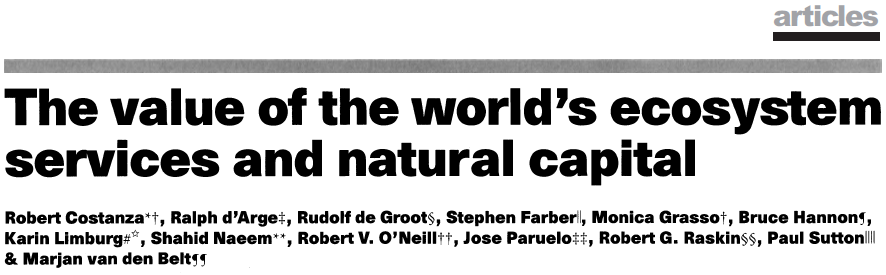 articles
The value of the world's ecosystem
services and natural capital
Robert Costanza*†, Ralph d'Arge‡, Rudolf de Groot§, Stephen Farber‖, Monica Grasso†, Bruce Hannon¶,
Karin Limburg#☆, Shahid Naeem**, Robert V. O'Neill††, Jose Paruelo‡‡, Robert G. Raskin§§, Paul Sutton‖‖
& Marjan van den Belt¶¶